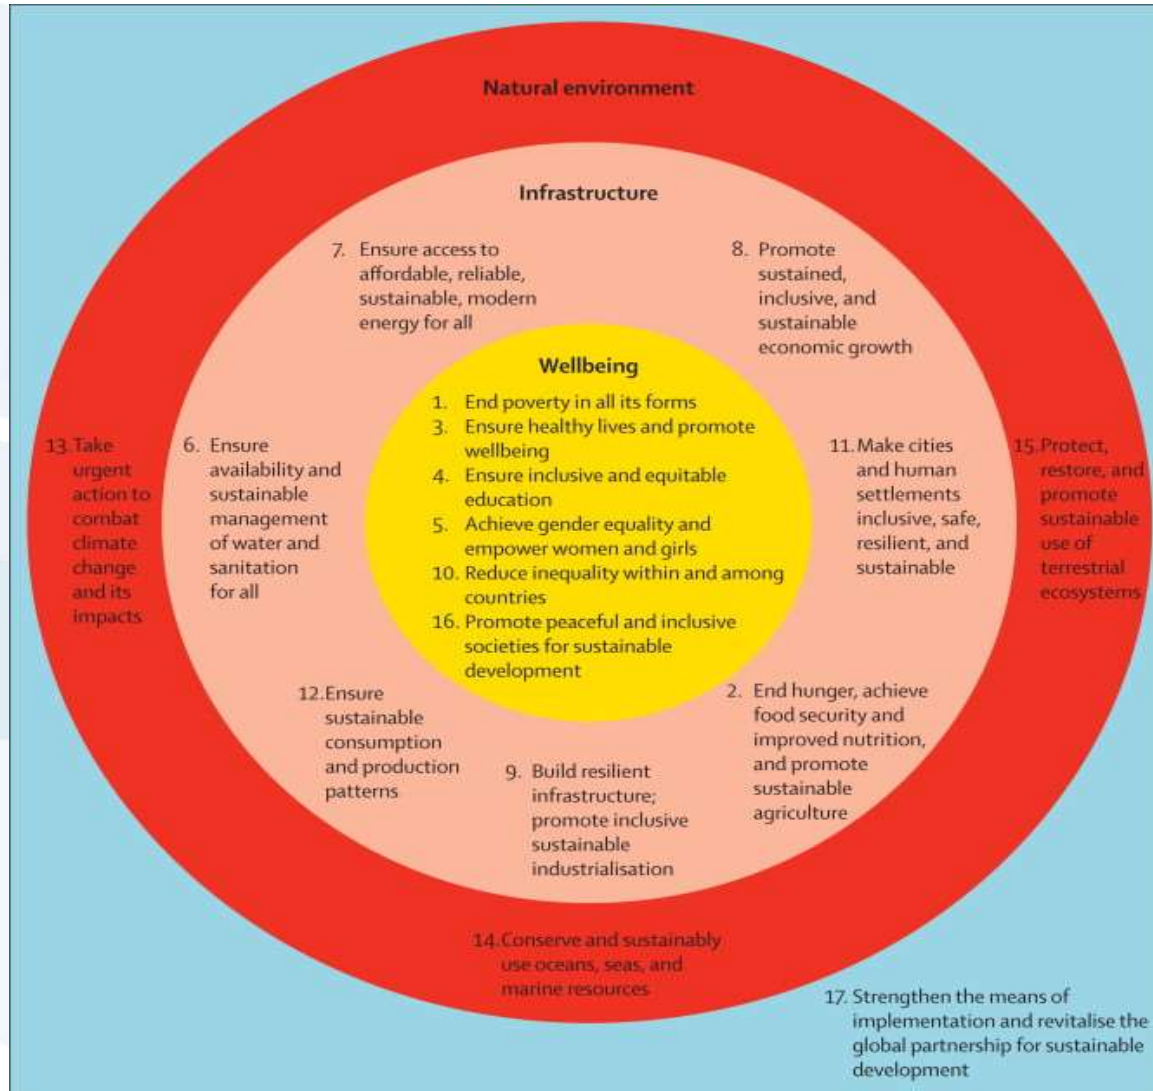 Natural environment
Infrastructure
7. Ensure access to
affordable, reliable,
sustainable, modern
energy for all
8. Promote
sustained,
inclusive, and
sustainable
economic growth
Wellbeing
1. End poverty in all its forms
3. Ensure healthy lives and promote
wellbeing
4. Ensure inclusive and equitable
education
5. Achieve gender equality and
empower women and girls
10. Reduce inequality within and among
countries
16. Promote peaceful and inclusive
societies for sustainable
development
13. Take
urgent
action to
combat
climate
change
and its
impacts
6. Ensure
availability and
sustainable
management
of water and
sanitation
for all
11. Make cities
and human
settlements
inclusive, safe,
resilient, and
sustainable
15. Protect,
restore, and
promote
sustainable
use of
terrestrial
ecosystems
12. Ensure
sustainable
consumption
and production
patterns
9. Build resilient
infrastructure;
promote inclusive
sustainable
industrialisation
2. End hunger, achieve
food security and
improved nutrition,
and promote
sustainable
agriculture
14. Conserve and sustainably
use oceans, seas, and
marine resources
17. Strengthen the means of
implementation and revitalise the
global partnership for sustainable
development